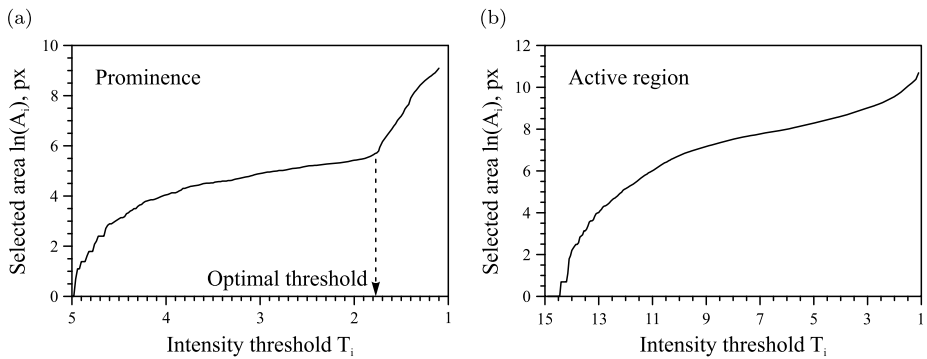 (a)
Selected area ln(Aᵢ), px
10
8
6
4
2
0
Prominence
Optimal threshold
5 4 3 2 1
Intensity threshold Tᵢ
(b)
Selected area ln(Aᵢ), px
12
10
8
6
4
2
0
Active region
15 13 11 9 7 5 3 1
Intensity threshold Tᵢ